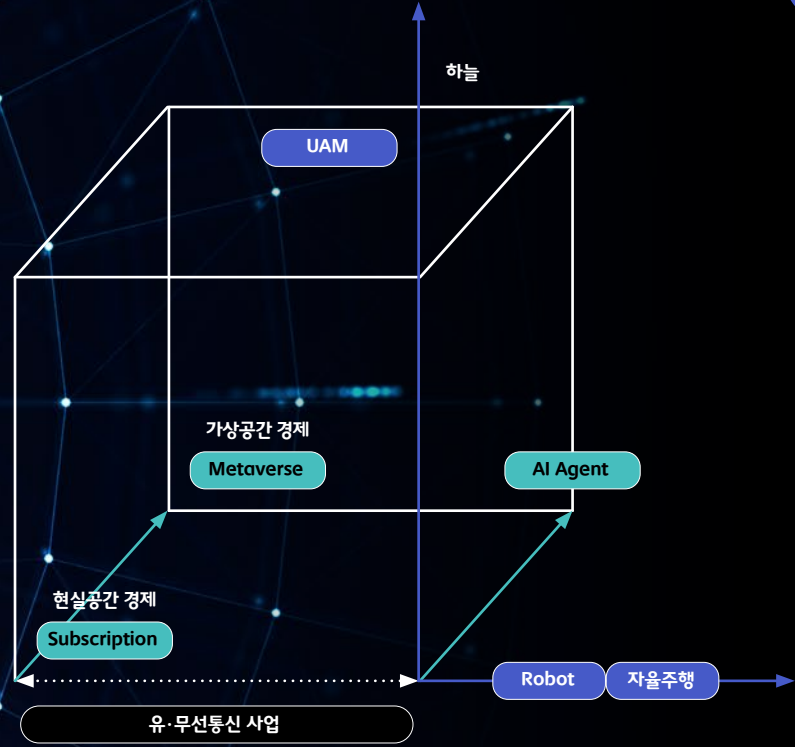 하늘
UAM
가상공간 경제
Metaverse
AI Agent
현실공간 경제
Subscription
Robot
자율주행
유·무선통신 사업